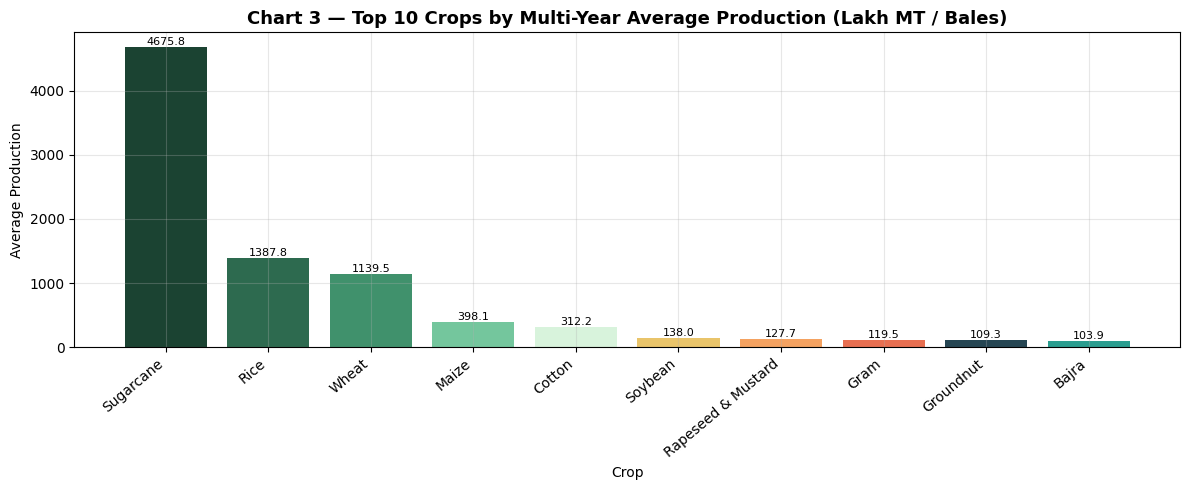 Chart 3 — Top 10 Crops by Multi-Year Average Production (Lakh MT / Bales)
Average Production
4000
3000
2000
1000
0
4675.8
1387.8
1139.5
398.1
312.2
138.0
127.7
119.5
109.3
103.9
Sugarcane
Rice
Wheat
Maize
Cotton
Soybean
Rapeseed & Mustard
Gram
Groundnut
Bajra
Crop